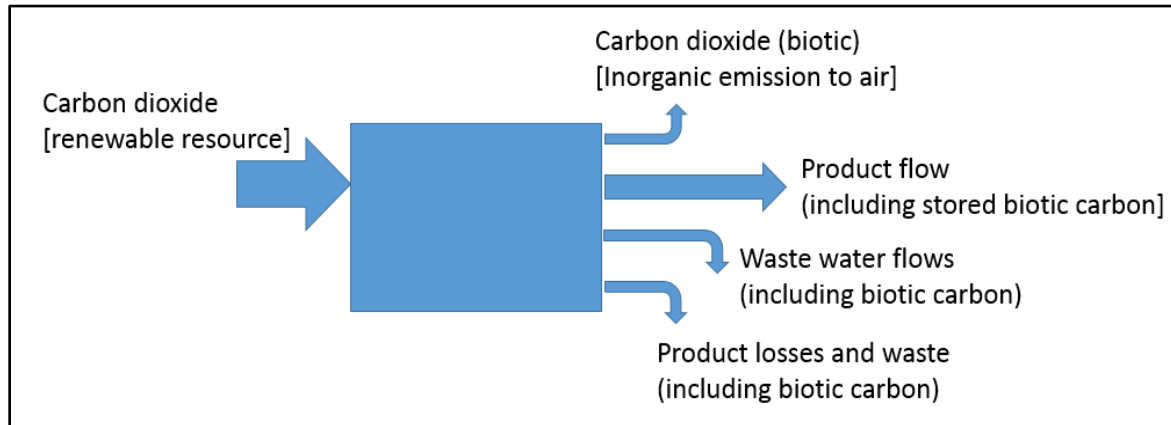 Carbon dioxide
[renewable resource]
Carbon dioxide (biotic)
[Inorganic emission to air]
Product flow
(including stored biotic carbon]
Waste water flows
(including biotic carbon)
Product losses and waste
(including biotic carbon)